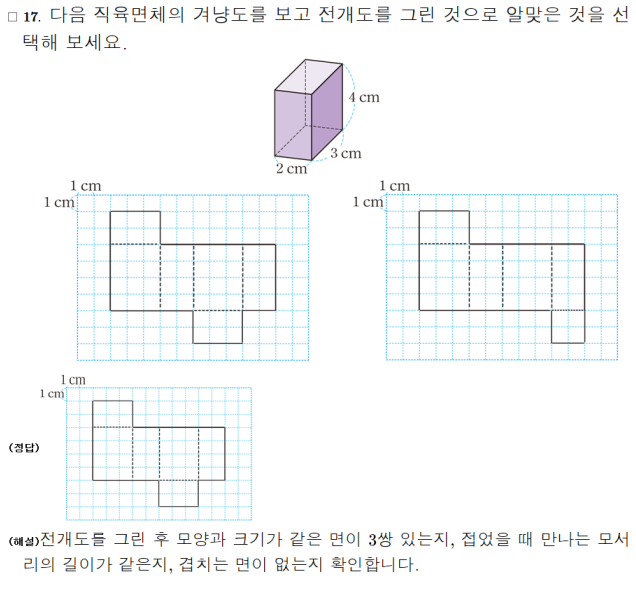 □ 17. 다음 직육면체의 겨냥도를 보고 전개도를 그린 것으로 알맞은 것을 선
택해 보세요.
4 cm
3 cm
2 cm
1 cm
1 cm
1 cm
1 cm
1 cm
1 cm
(정답)
(해설)전개도를 그린 후 모양과 크기가 같은 면이 3쌍 있는지, 접었을 때 만나는 모서
리의 길이가 같은지, 겹치는 면이 없는지 확인합니다.